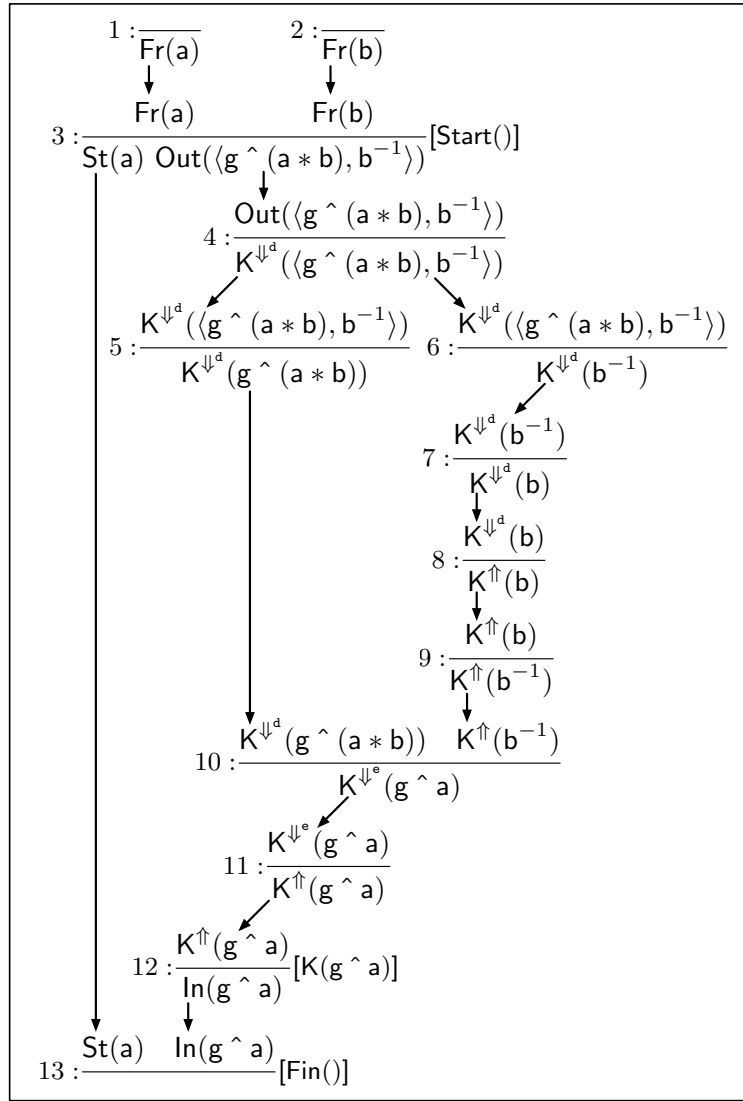 1 : Fr(a) 2 : Fr(b)
Fr(a) Fr(b)
3 : [Start()]
St(a) Out(⟨g ^ (a ∗ b), b⁻¹⟩)
Out(⟨g ^ (a ∗ b), b⁻¹⟩)
4 :
K^⇓ᵈ(⟨g ^ (a ∗ b), b⁻¹⟩)
K^⇓ᵈ(⟨g ^ (a ∗ b), b⁻¹⟩) K^⇓ᵈ(⟨g ^ (a ∗ b), b⁻¹⟩)
5 : 6 :
K^⇓ᵈ(g ^ (a ∗ b)) K^⇓ᵈ(b⁻¹)
K^⇓ᵈ(b⁻¹)
7 :
K^⇓ᵈ(b)
K^⇓ᵈ(b)
8 :
K^⇑(b)
K^⇑(b)
9 :
K^⇑(b⁻¹)
K^⇓ᵈ(g ^ (a ∗ b)) K^⇑(b⁻¹)
10 :
K^⇓ᵉ(g ^ a)
K^⇓ᵉ(g ^ a)
11 :
K^⇑(g ^ a)
K^⇑(g ^ a)
12 : [K(g ^ a)]
In(g ^ a)
St(a) In(g ^ a)
13 : [Fin()]